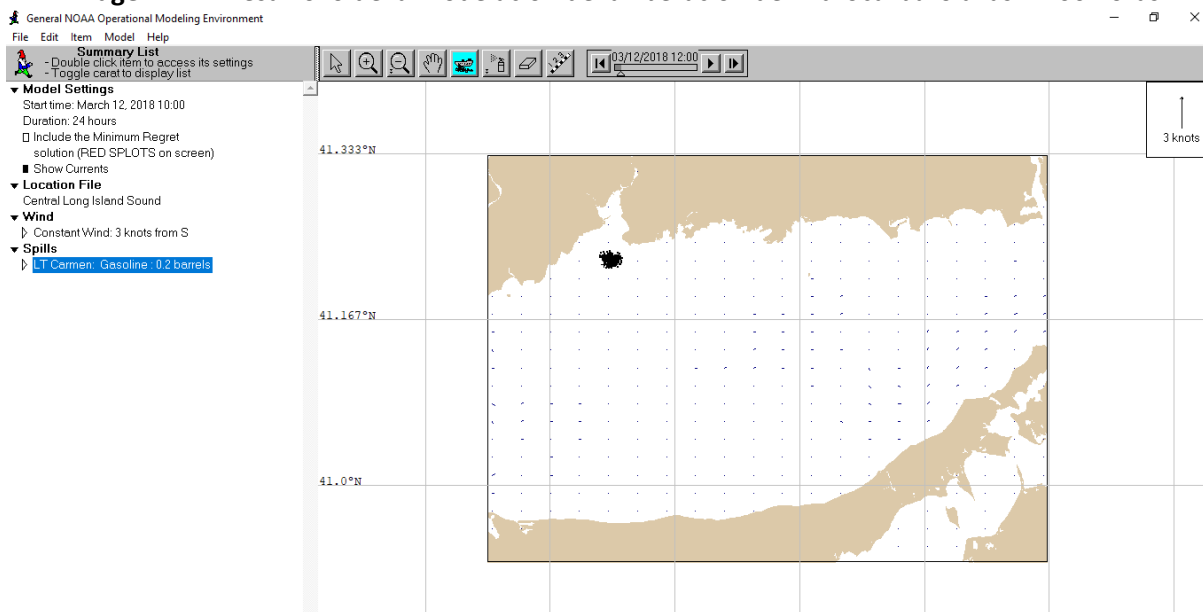 General NOAA Operational Modeling Environment
File Edit Item Model Help
Summary List
- Double click item to access its settings
- Toggle carat to display list
03/12/2018 12:00
Model Settings
Start time: March 12, 2018 10:00
Duration: 24 hours
Include the Minimum Regret
solution (RED SPLOTS on screen)
Show Currents
Location File
Central Long Island Sound
Wind
Constant Wind: 3 knots from S
Spills
LT Carmen: Gasoline : 0.2 barrels
3 knots
41.333°N
41.167°N
41.0°N